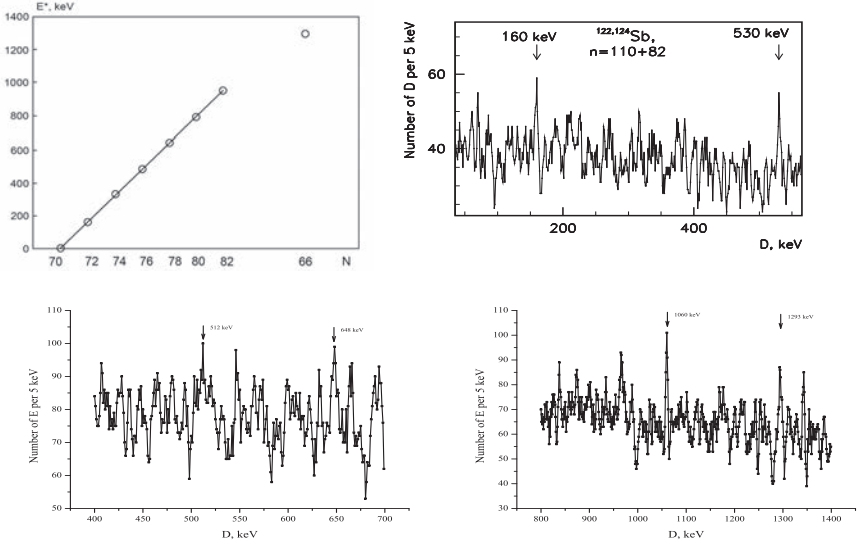 E*, keV
1400
1200
1000
800
600
400
200
0
70 72 74 76 78 80 82 66 N
Number of D per 5 keV
160 keV
¹²²,¹²⁴Sb,
n=110+82
530 keV
60
40
200 400
D, keV
Number of E per 5 keV
110
100
90
80
70
60
50
512 keV
648 keV
400 450 500 550 600 650 700
D, keV
Number of E per 5 keV
110
100
90
80
70
60
50
40
30
1060 keV
1293 keV
800 900 1000 1100 1200 1300 1400
D, keV